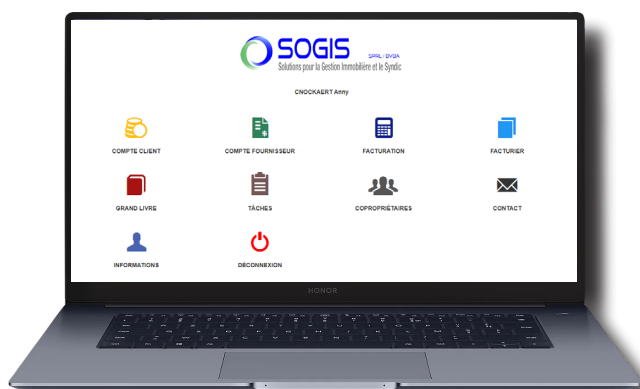 SOGIS SPRL / BVBA
Solutions pour la Gestion Immobilière et le Syndic
CNOCKAERT Anny
COMPTE CLIENT
COMPTE FOURNISSEUR
FACTURATION
FACTURIER
GRAND LIVRE
TÂCHES
COPROPRIÉTAIRES
CONTACT
INFORMATIONS
DÉCONNEXION
HONOR